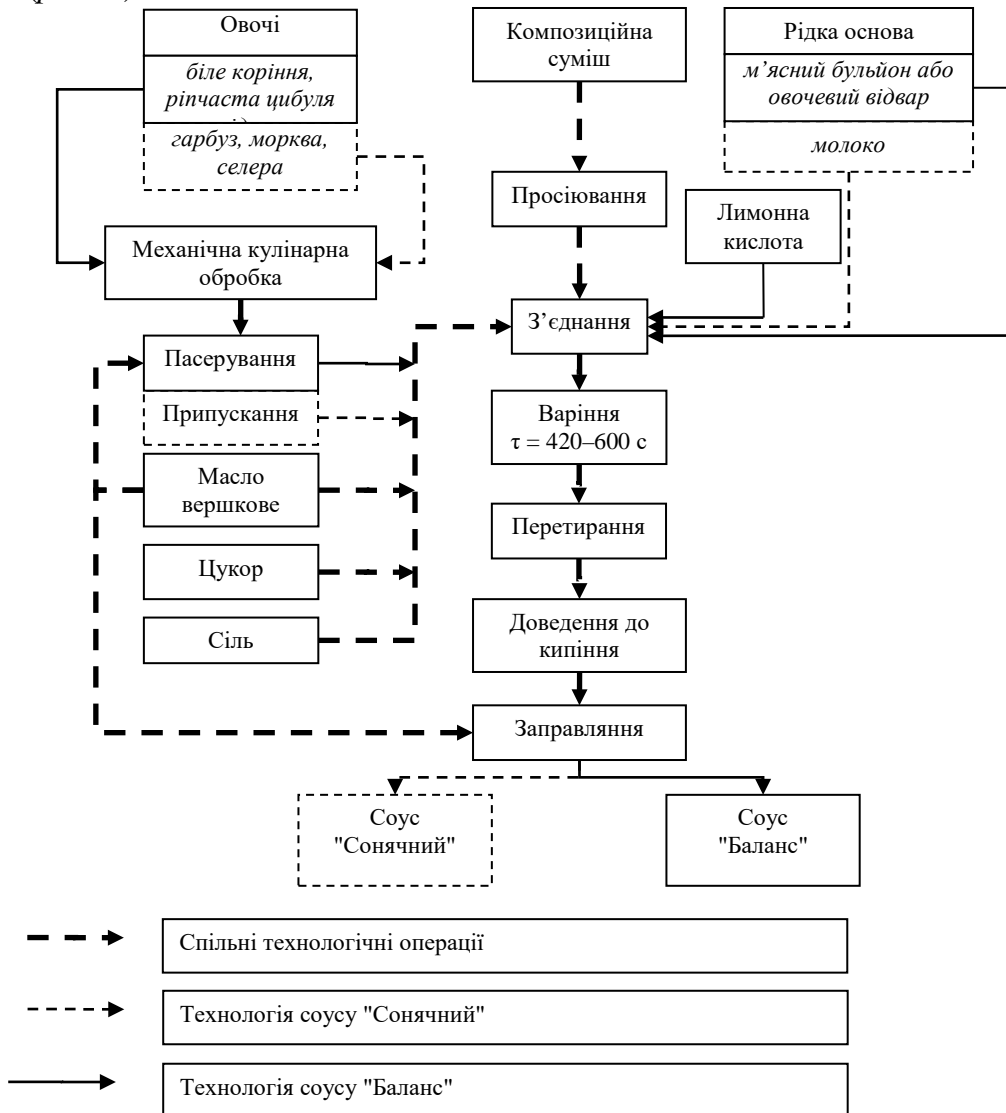 Овочі
біле коріння,
ріпчаста цибуля
гарбуз, морква,
селера
Композиційна
суміш
Рідка основа
м’ясний бульйон або
овочевий відвар
молоко
Просіювання
Лимонна
кислота
Механічна кулінарна
обробка
З’єднання
Пасерування
Припускання
Масло
вершкове
Цукор
Сіль
Варіння
τ = 420–600 с
Перетирання
Доведення до
кипіння
Заправляння
Соус
"Сонячний"
Соус
"Баланс"
Спільні технологічні операції
Технологія соусу "Сонячний"
Технологія соусу "Баланс"